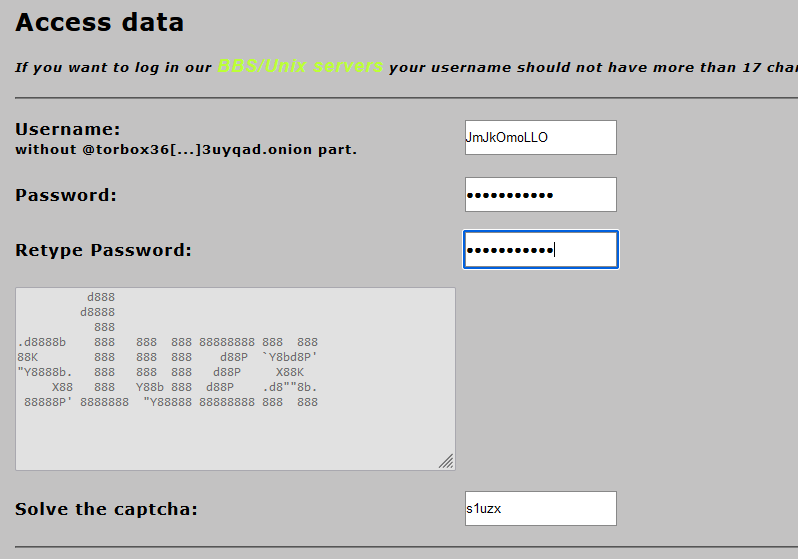 Access data
If you want to log in our BBS/Unix servers your username should not have more than 17 char
Username:
JmJkOmoLLO
without @torbox36[...]3uyqad.onion part.
Password:
•••••••••••
Retype Password:
•••••••••••
         d888
        d8888
          888
.d8888b    888   888  888 88888888 888  888
88K        888   888  888    d88P  `Y8bd8P'
"Y8888b.   888   888  888   d88P     X88K
     X88   888   Y88b 888  d88P    .d8""8b.
 88888P' 8888888  "Y88888 88888888 888  888
Solve the captcha:
s1uzx